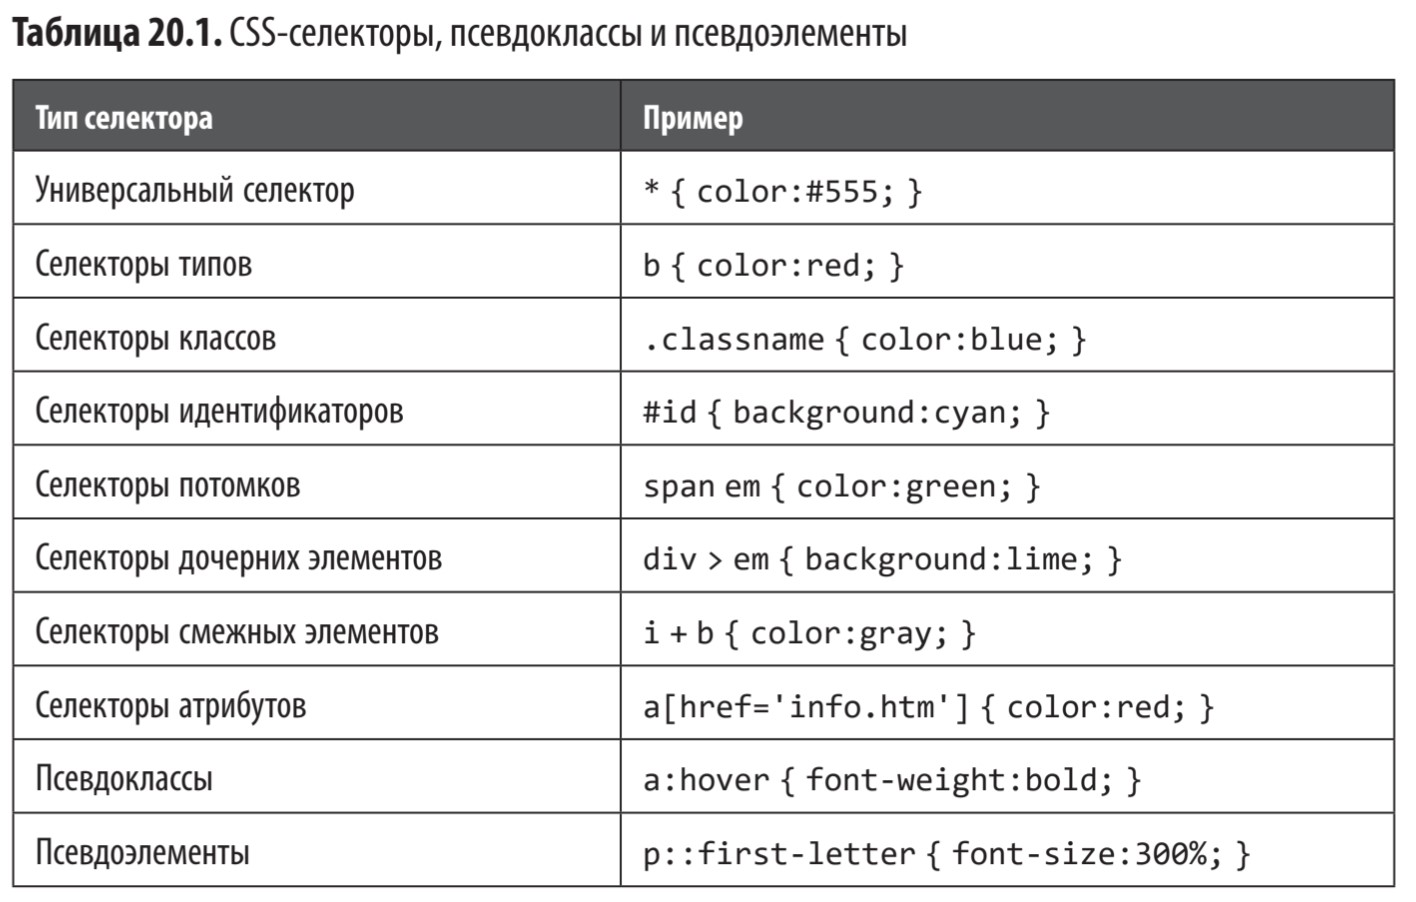 Таблица 20.1. CSS-селекторы, псевдоклассы и псевдоэлементы
Тип селектора Пример
Универсальный селектор * { color:#555; }
Селекторы типов b { color:red; }
Селекторы классов .classname { color:blue; }
Селекторы идентификаторов #id { background:cyan; }
Селекторы потомков span em { color:green; }
Селекторы дочерних элементов div > em { background:lime; }
Селекторы смежных элементов i + b { color:gray; }
Селекторы атрибутов a[href='info.htm'] { color:red; }
Псевдоклассы a:hover { font-weight:bold; }
Псевдоэлементы p::first-letter { font-size:300%; }